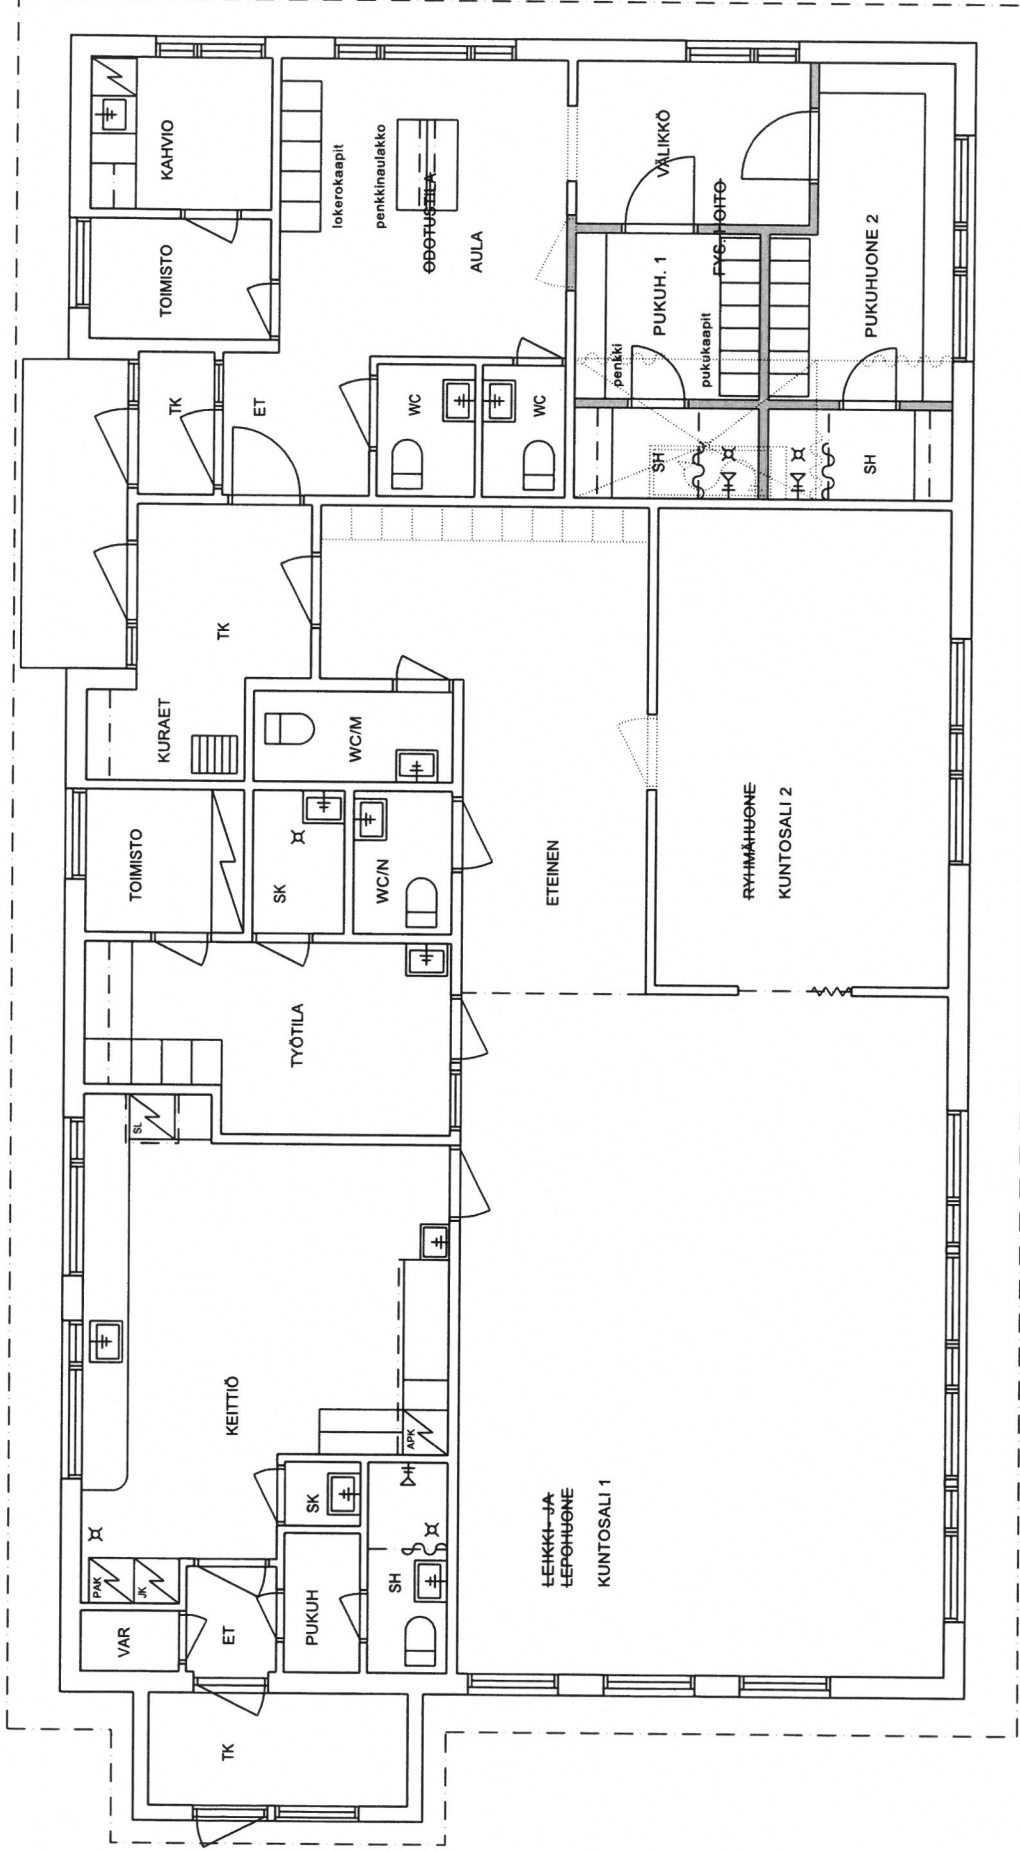 KAHVIO
TOIMISTO
lokerokaapit
penkkinaulakko
ODOTUSTILA
AULA
VÄLIKKÖ
FYS. HOITO
PUKUH. 1
penkki
pukukaapit
PUKUHUONE 2
TK
ET
WC
WC
SH
SH
TK
KURAET
WC/M
TOIMISTO
SK
WC/N
ETEINEN
RYHMÄHUONE
KUNTOSALI 2
TYÖTILA
SL
KEITTIÖ
APK
SK
PAK
JK
VAR
ET
PUKUH
SH
TK
LEIKKI- JA
LEPOHUONE
KUNTOSALI 1